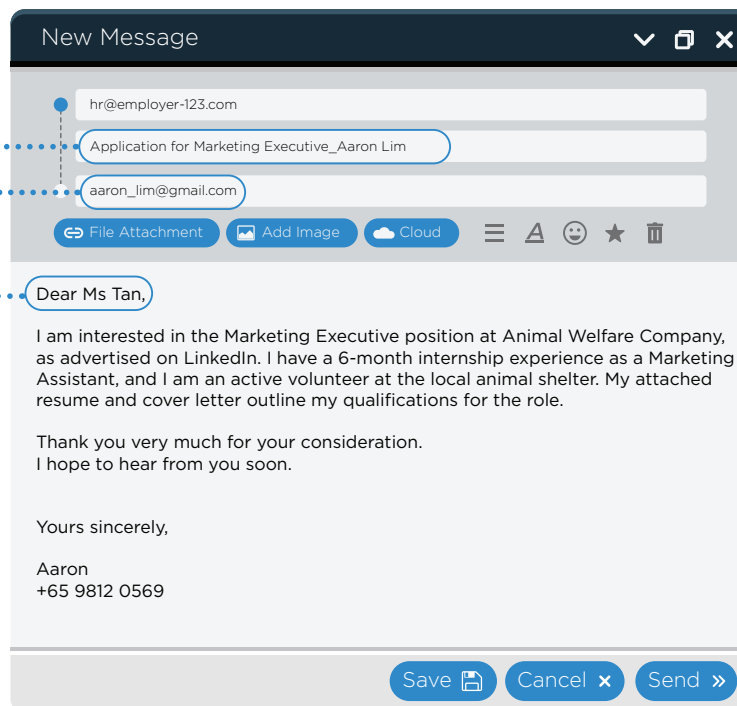 New Message
hr@employer-123.com
Application for Marketing Executive_Aaron Lim
aaron_lim@gmail.com
File Attachment Add Image Cloud A
Dear Ms Tan,
I am interested in the Marketing Executive position at Animal Welfare Company,
as advertised on LinkedIn. I have a 6-month internship experience as a Marketing
Assistant, and I am an active volunteer at the local animal shelter. My attached
resume and cover letter outline my qualifications for the role.
Thank you very much for your consideration.
I hope to hear from you soon.
Yours sincerely,
Aaron
+65 9812 0569
Save Cancel × Send »